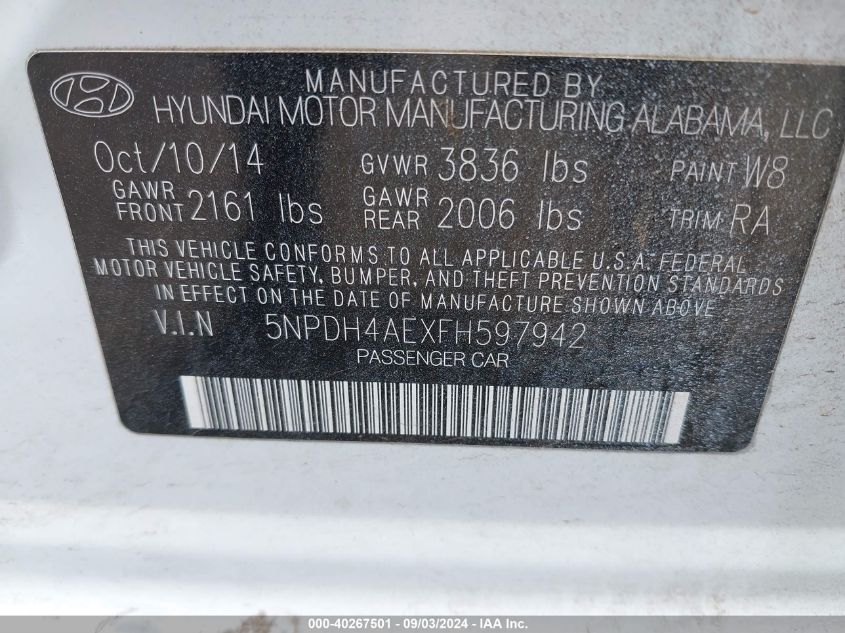 MANUFACTURED BY
HYUNDAI MOTOR MANUFACTURING ALABAMA, LLC
Oct/10/14 GVWR 3836 lbs PAINT W8
GAWR FRONT 2161 lbs GAWR REAR 2006 lbs TRIM RA
THIS VEHICLE CONFORMS TO ALL APPLICABLE U.S.A. FEDERAL
MOTOR VEHICLE SAFETY, BUMPER, AND THEFT PREVENTION STANDARDS
IN EFFECT ON THE DATE OF MANUFACTURE SHOWN ABOVE
V.I.N 5NPDH4AEXFH597942
PASSENGER CAR
000-40267501 - 09/03/2024 - IAA Inc.